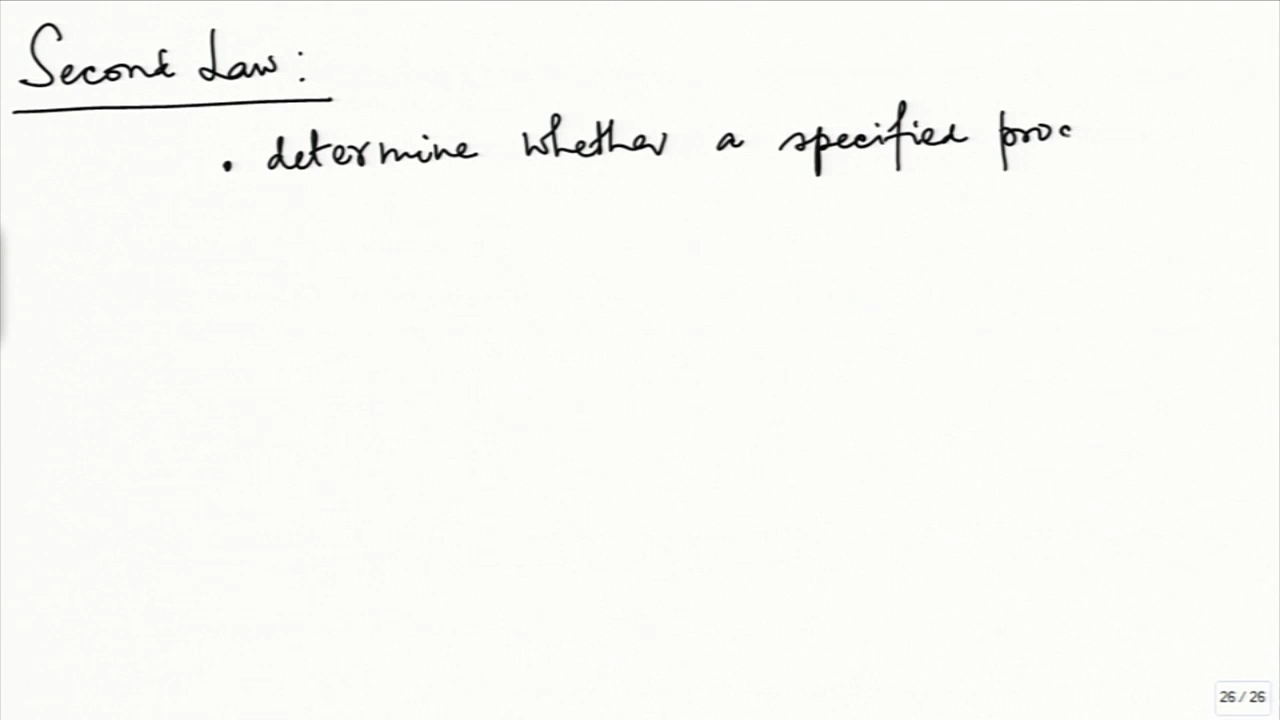 Second Law:
• determine whether a specified proc
26 / 26